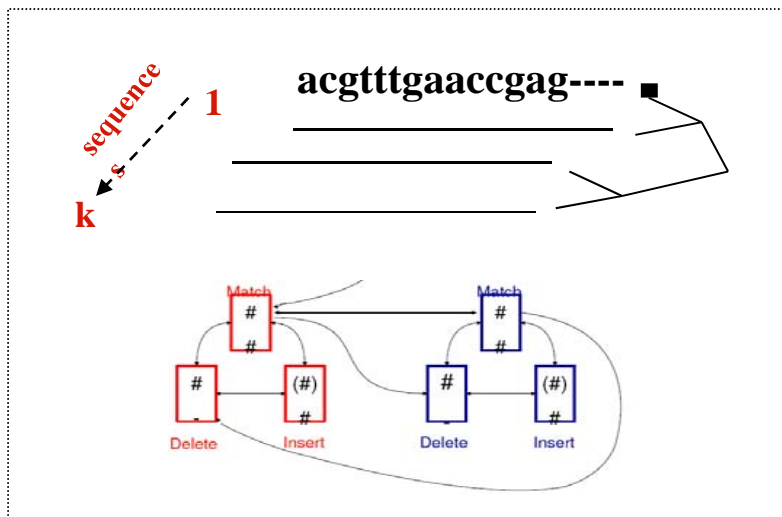 sequence
s
1
acgtttgaaccgag----
k
Match
#
#
Match
#
#
#
-
(#)
#
#
-
(#)
#
Delete
Insert
Delete
Insert